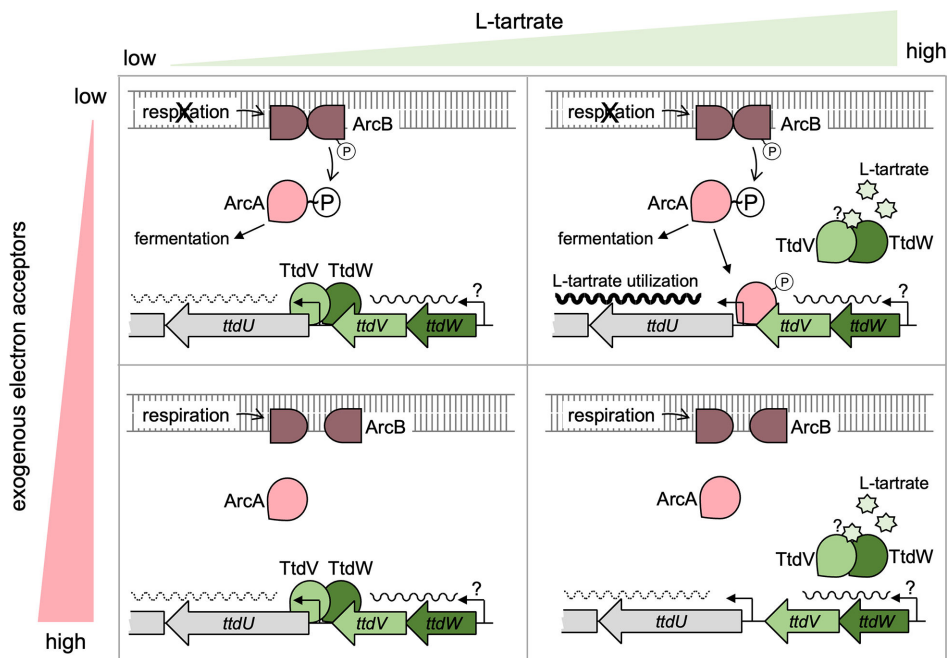 L-tartrate
low
high
low
exogenous electron acceptors
high
respiration
ArcB
P
ArcA
P
fermentation
TtdV
TtdW
?
ttdU
ttdV
ttdW
respiration
ArcB
P
L-tartrate
ArcA
P
?
fermentation
TtdV
TtdW
L-tartrate utilization
P
?
ttdU
ttdV
ttdW
respiration
ArcB
ArcA
TtdV
TtdW
?
ttdU
ttdV
ttdW
respiration
ArcB
L-tartrate
ArcA
?
TtdV
TtdW
?
ttdU
ttdV
ttdW